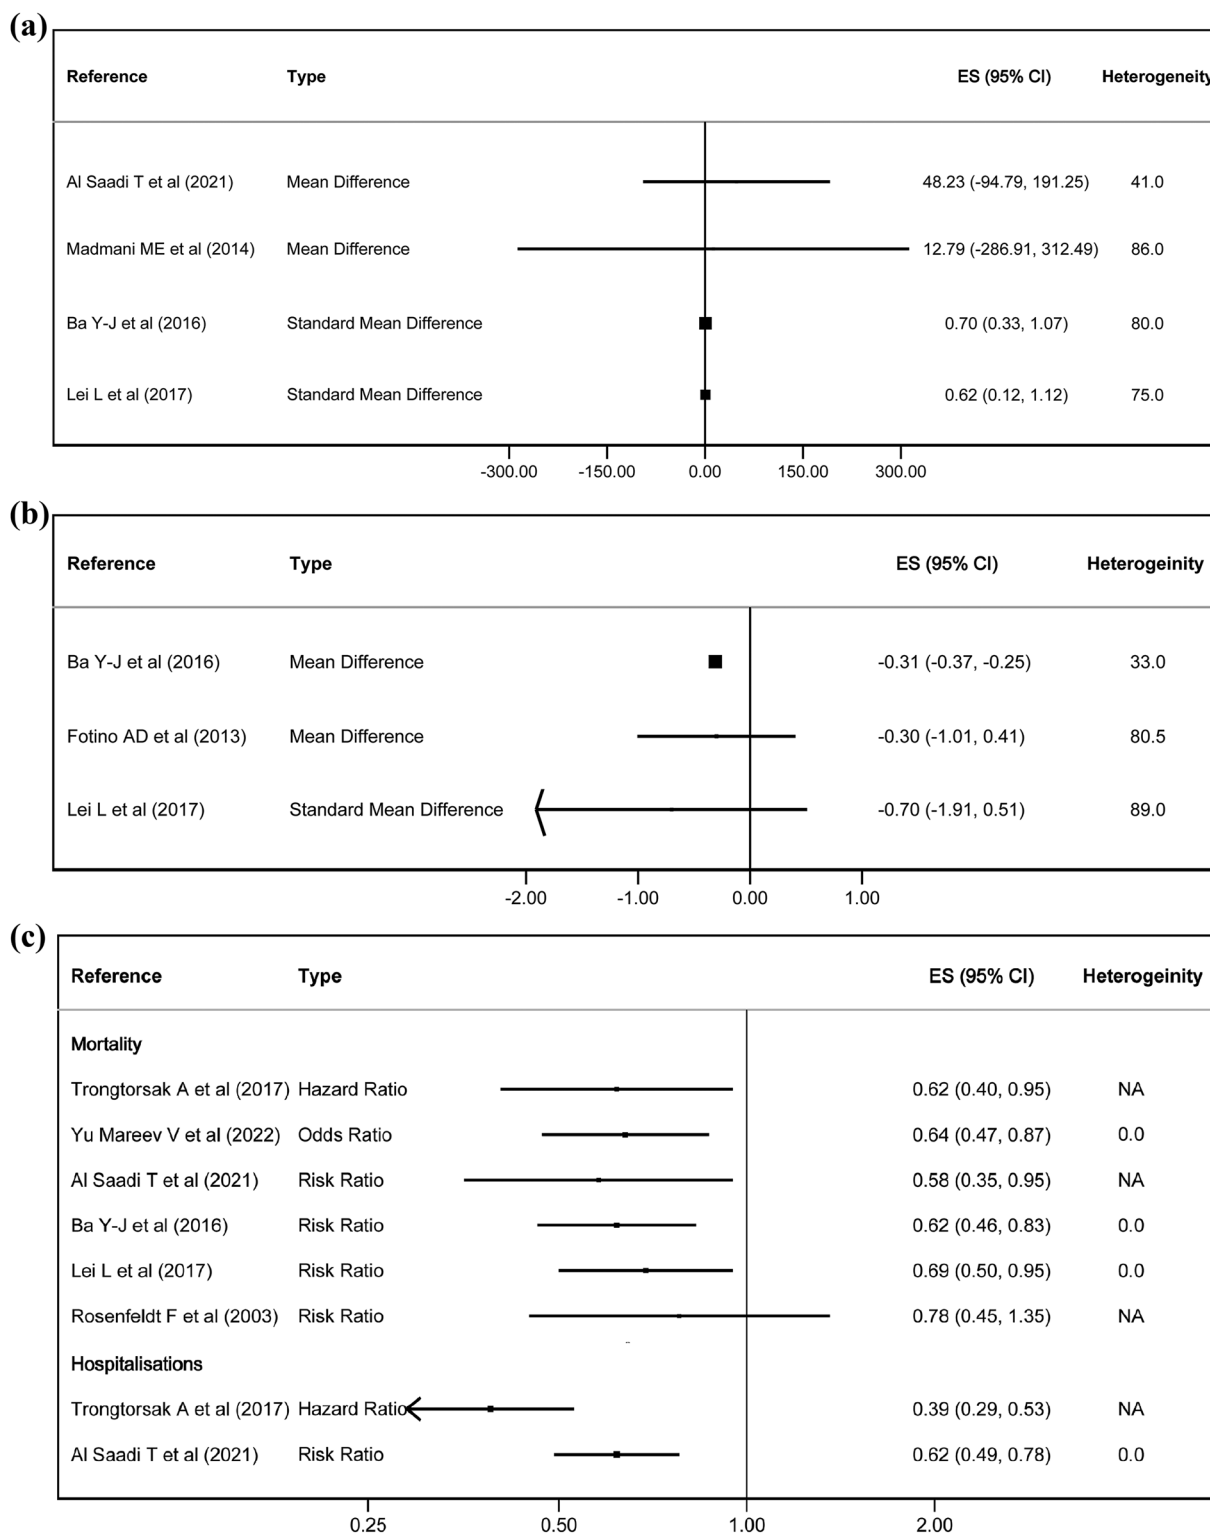 (a)
Reference Type ES (95% CI) Heterogeneity
Al Saadi T et al (2021) Mean Difference 48.23 (-94.79, 191.25) 41.0
Madmani ME et al (2014) Mean Difference 12.79 (-286.91, 312.49) 86.0
Ba Y-J et al (2016) Standard Mean Difference 0.70 (0.33, 1.07) 80.0
Lei L et al (2017) Standard Mean Difference 0.62 (0.12, 1.12) 75.0
-300.00 -150.00 0.00 150.00 300.00
(b)
Reference Type ES (95% CI) Heterogeinity
Ba Y-J et al (2016) Mean Difference -0.31 (-0.37, -0.25) 33.0
Fotino AD et al (2013) Mean Difference -0.30 (-1.01, 0.41) 80.5
Lei L et al (2017) Standard Mean Difference -0.70 (-1.91, 0.51) 89.0
-2.00 -1.00 0.00 1.00
(c)
Reference Type ES (95% CI) Heterogeinity
Mortality
Trongtorsak A et al (2017) Hazard Ratio 0.62 (0.40, 0.95) NA
Yu Mareev V et al (2022) Odds Ratio 0.64 (0.47, 0.87) 0.0
Al Saadi T et al (2021) Risk Ratio 0.58 (0.35, 0.95) NA
Ba Y-J et al (2016) Risk Ratio 0.62 (0.46, 0.83) 0.0
Lei L et al (2017) Risk Ratio 0.69 (0.50, 0.95) 0.0
Rosenfeldt F et al (2003) Risk Ratio 0.78 (0.45, 1.35) NA
Hospitalisations
Trongtorsak A et al (2017) Hazard Ratio 0.39 (0.29, 0.53) NA
Al Saadi T et al (2021) Risk Ratio 0.62 (0.49, 0.78) 0.0
0.25 0.50 1.00 2.00